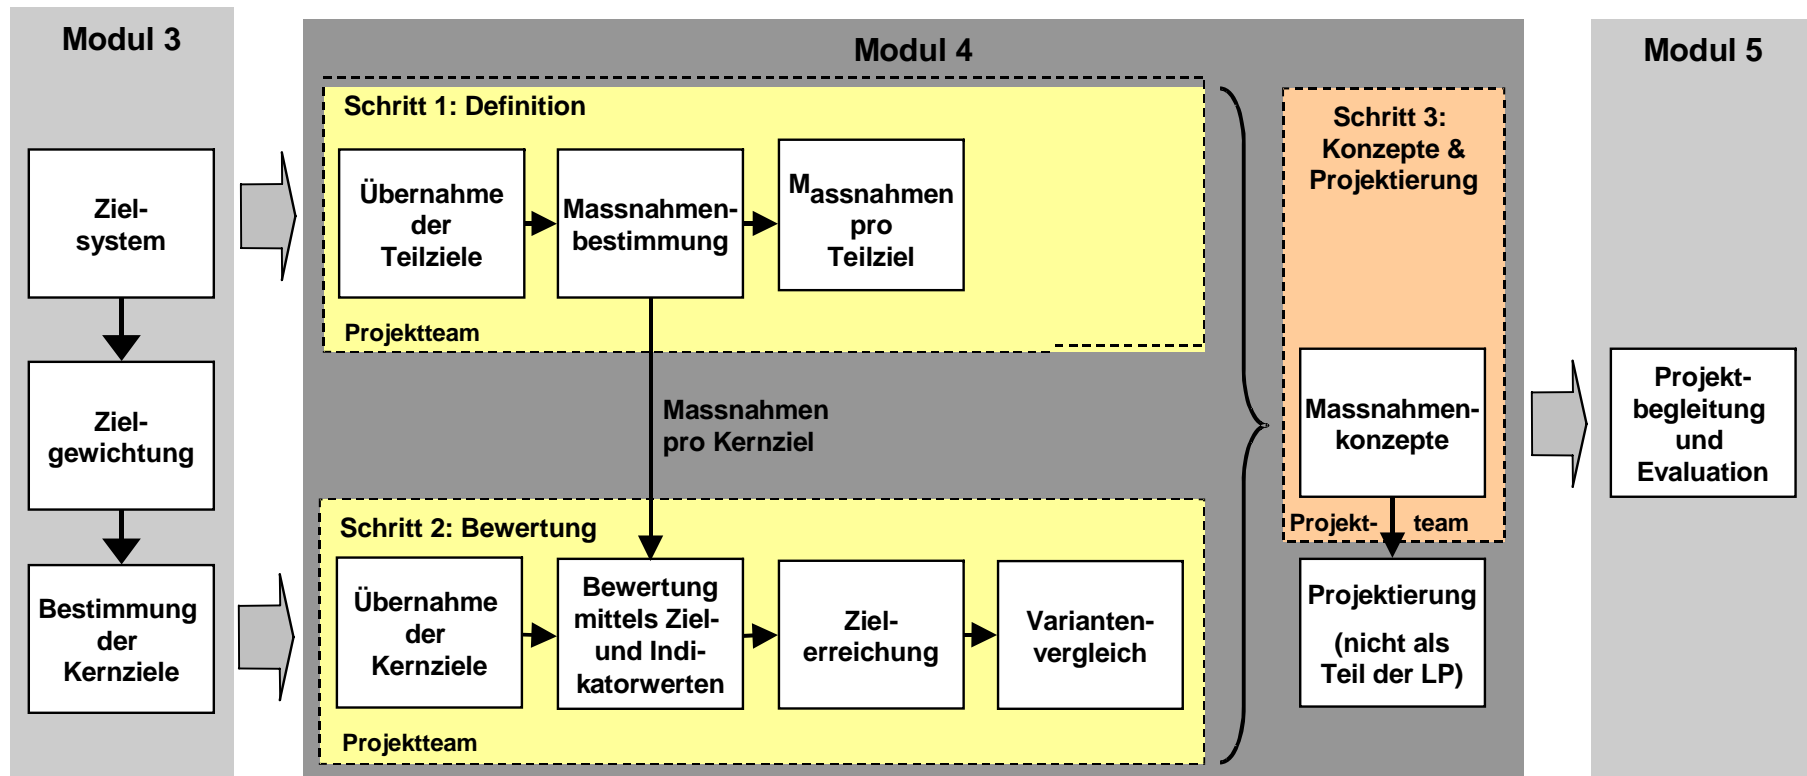 Modul 3
Ziel-
system
Ziel-
gewichtung
Bestimmung
der
Kernziele
Modul 4
Schritt 1: Definition
Übernahme
der
Teilziele
Massnahmen-
bestimmung
Massnahmen
pro
Teilziel
Projektteam
Massnahmen
pro Kernziel
Schritt 2: Bewertung
Übernahme
der
Kernziele
Bewertung
mittels Ziel-
und Indi-
katorwerten
Ziel-
erreichung
Varianten-
vergleich
Projektteam
Schritt 3:
Konzepte &
Projektierung
Massnahmen-
konzepte
Projekt- team
Projektierung
(nicht als
Teil der LP)
Modul 5
Projekt-
begleitung
und
Evaluation